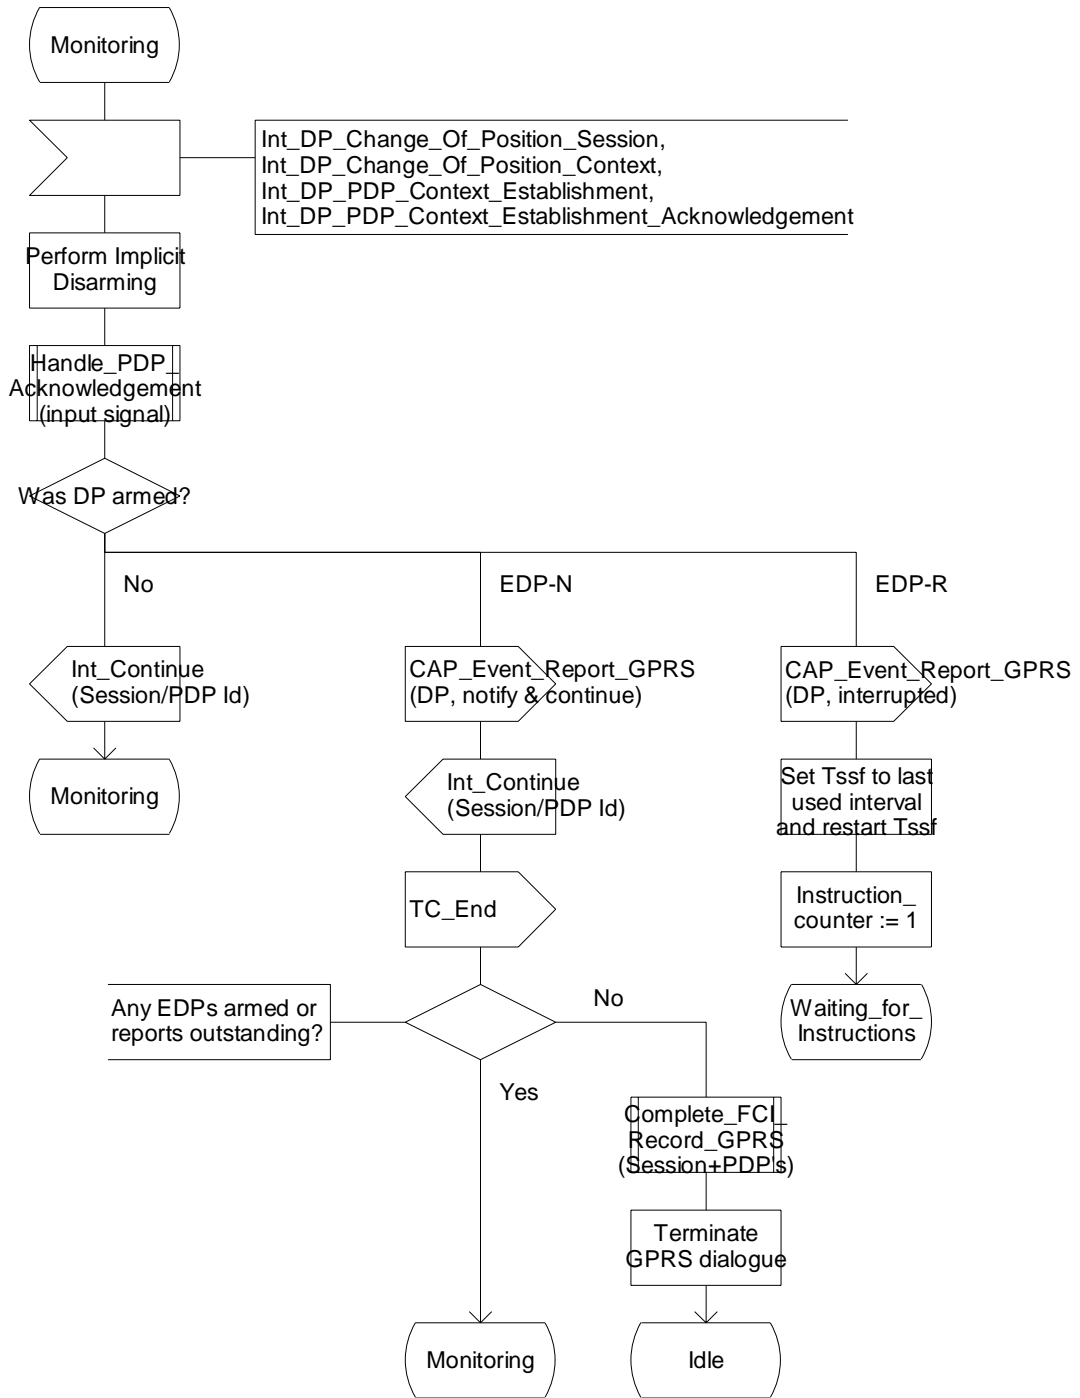 Monitoring
Int_DP_Change_Of_Position_Session,
Int_DP_Change_Of_Position_Context,
Int_DP_PDP_Context_Establishment,
Int_DP_PDP_Context_Establishment_Acknowledgement
Perform Implicit
Disarming
Handle_PDP_
Acknowledgement
(input signal)
Was DP armed?
No
EDP-N
EDP-R
Int_Continue
(Session/PDP Id)
CAP_Event_Report_GPRS
(DP, notify & continue)
CAP_Event_Report_GPRS
(DP, interrupted)
Monitoring
Int_Continue
(Session/PDP Id)
Set Tssf to last
used interval
and restart Tssf
TC_End
Instruction_
counter := 1
Any EDPs armed or
reports outstanding?
No
Waiting_for_
Instructions
Yes
Complete_FCI_
Record_GPRS
(Session+PDP's)
Terminate
GPRS dialogue
Monitoring
Idle